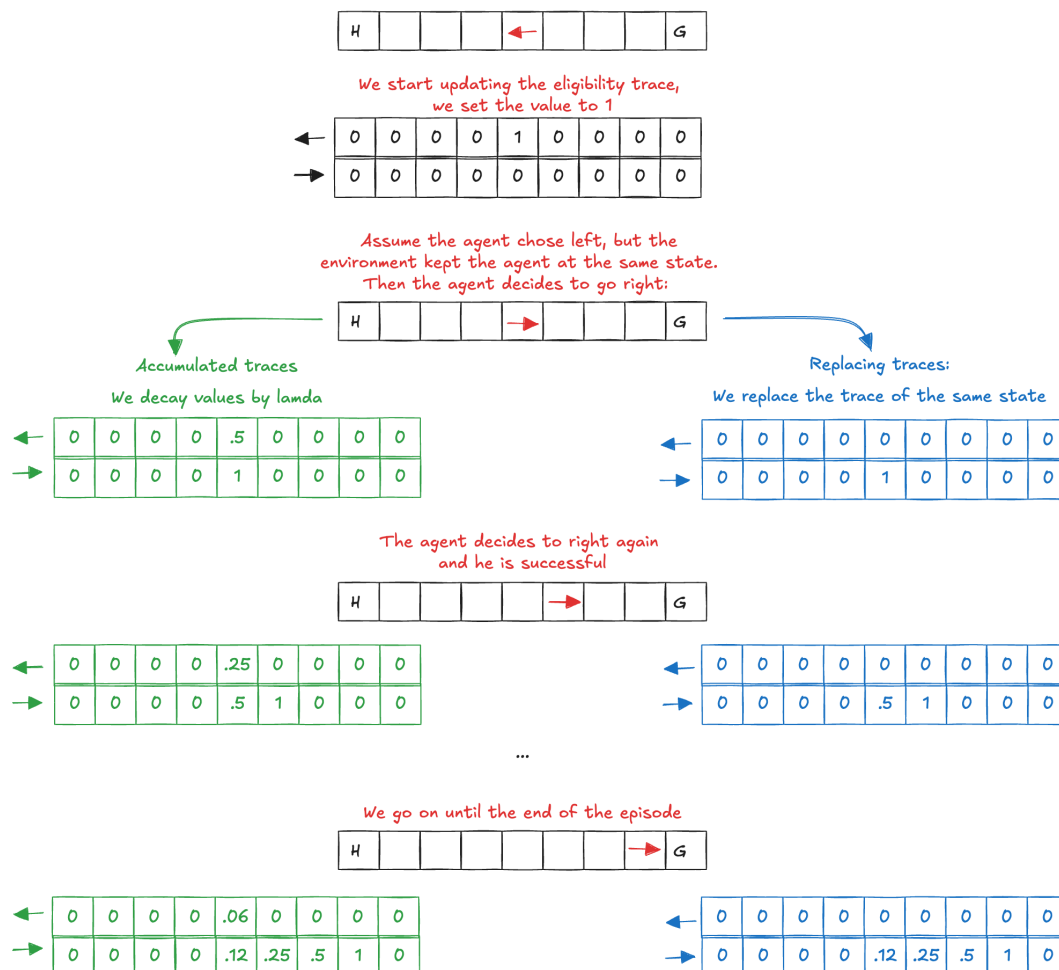 H G
We start updating the eligibility trace,
we set the value to 1
0 0 0 0 1 0 0 0 0
0 0 0 0 0 0 0 0 0
Assume the agent chose left, but the
environment kept the agent at the same state.
Then the agent decides to go right:
H G
Accumulated traces
We decay values by lamda
0 0 0 0 .5 0 0 0 0
0 0 0 0 1 0 0 0 0
Replacing traces:
We replace the trace of the same state
0 0 0 0 0 0 0 0 0
0 0 0 0 1 0 0 0 0
The agent decides to right again
and he is successful
H G
0 0 0 0 .25 0 0 0 0
0 0 0 0 .5 1 0 0 0
0 0 0 0 0 0 0 0 0
0 0 0 0 .5 1 0 0 0
...
We go on until the end of the episode
H G
0 0 0 0 .06 0 0 0 0
0 0 0 0 .12 .25 .5 1 0
0 0 0 0 0 0 0 0 0
0 0 0 0 .12 .25 .5 1 0